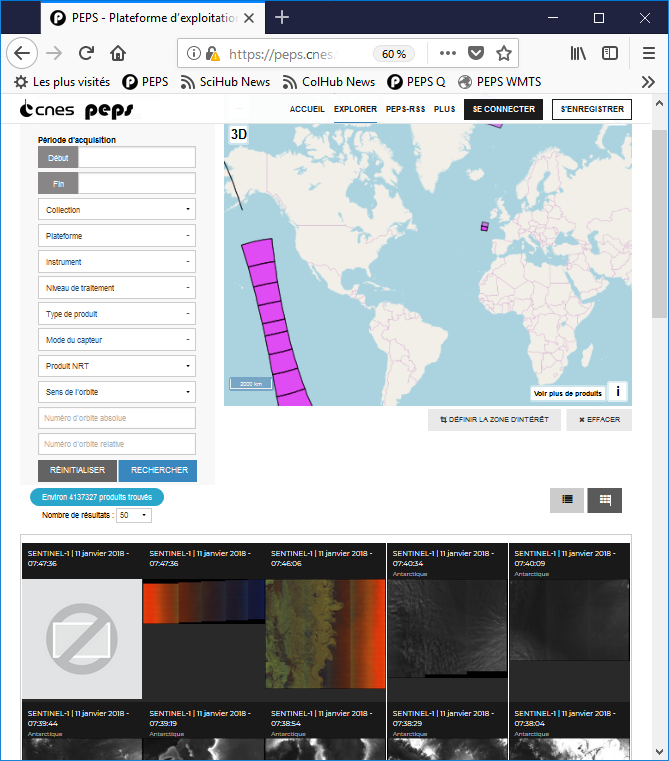 PEPS - Plateforme d'exploitation
https://peps.cnes.
60 %
Les plus visités
PEPS
SciHub News
ColHub News
PEPS Q
PEPS WMTS
cnes
peps
ACCUEIL
EXPLORER
PEPS-RSS
PLUS
SE CONNECTER
S'ENREGISTRER
Période d'acquisition
Début
Fin
Collection
Plateforme
Instrument
Niveau de traitement
Type de produit
Mode du capteur
Produit NRT
Sens de l'orbite
Numéro d'orbite absolue
Numéro d'orbite relative
RÉINITIALISER
RECHERCHER
3D
2000 km
Voir plus de produits
i
DÉFINIR LA ZONE D'INTÉRÊT
EFFACER
Environ 4137327 produits trouvés
Nombre de résultats : 50
SENTINEL-1 | 11 janvier 2018 -
07:47:36
SENTINEL-1 | 11 janvier 2018 -
07:47:36
SENTINEL-1 | 11 janvier 2018 -
07:46:06
SENTINEL-1 | 11 janvier 2018 -
07:40:34
Antarctique
SENTINEL-1 | 11 janvier 2018 -
07:40:09
Antarctique
SENTINEL-1 | 11 janvier 2018 -
07:39:44
Antarctique
SENTINEL-1 | 11 janvier 2018 -
07:39:19
Antarctique
SENTINEL-1 | 11 janvier 2018 -
07:38:54
Antarctique
SENTINEL-1 | 11 janvier 2018 -
07:38:29
Antarctique
SENTINEL-1 | 11 janvier 2018 -
07:38:04
Antarctique